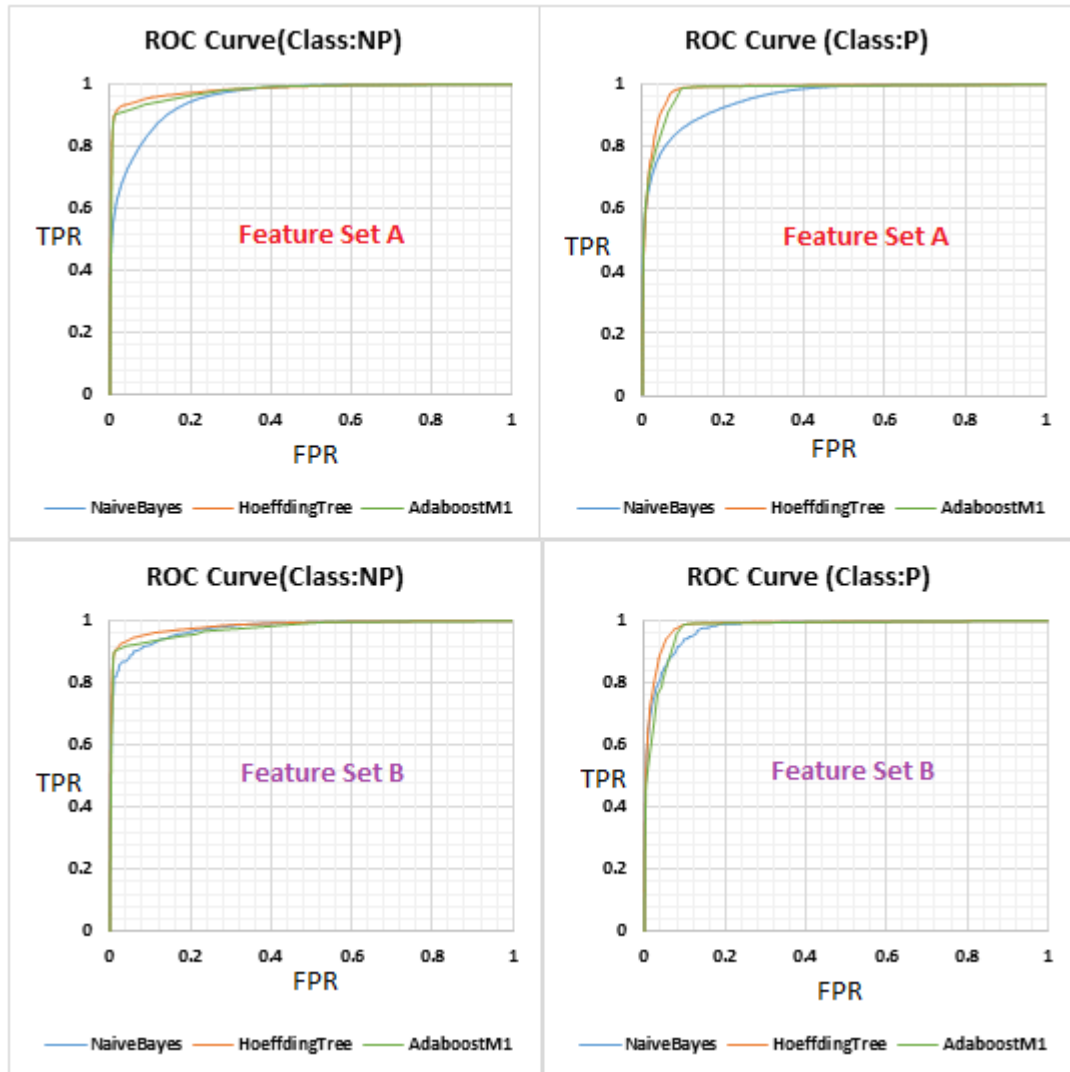 ROC Curve(Class:NP)
1
0.8
0.6
TPR
Feature Set A
0.4
0.2
0
0 0.2 0.4 0.6 0.8 1
FPR
NaiveBayes HoeffdingTree AdaboostM1
ROC Curve (Class:P)
1
0.8
0.6
TPR
Feature Set A
0.4
0.2
0
0 0.2 0.4 0.6 0.8 1
FPR
NaiveBayes HoeffdingTree AdaboostM1
ROC Curve(Class:NP)
1
0.8
0.6
TPR
Feature Set B
0.4
0.2
0
0 0.2 0.4 0.6 0.8 1
FPR
NaiveBayes HoeffdingTree AdaboostM1
ROC Curve (Class:P)
1
0.8
0.6
TPR
Feature Set B
0.4
0.2
0
0 0.2 0.4 0.6 0.8 1
FPR
NaiveBayes HoeffdingTree AdaboostM1